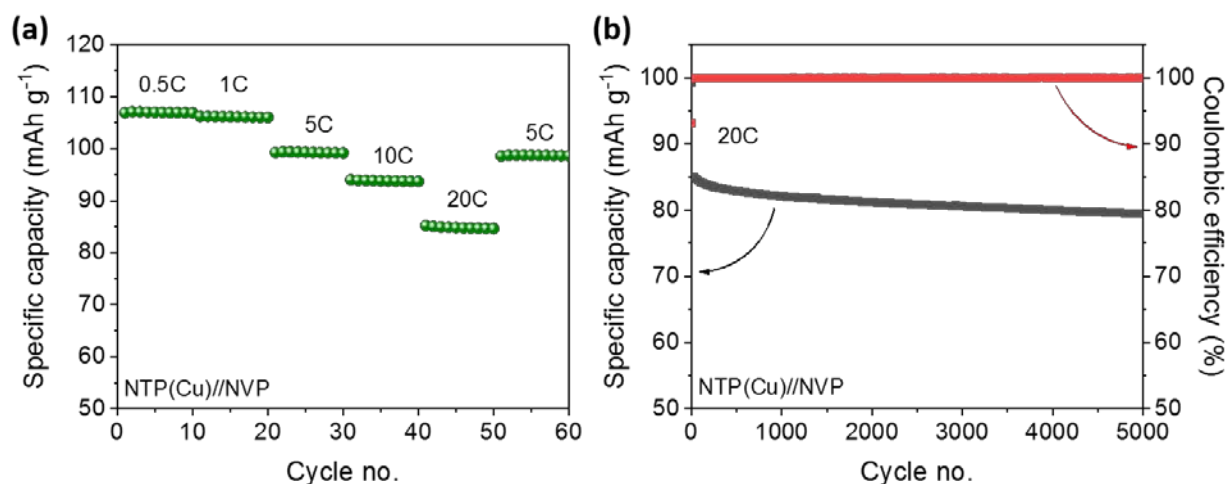 (a)
Specific capacity (mAh g⁻¹)
120
110
100
90
80
70
60
50
0.5C
1C
5C
10C
20C
5C
NTP(Cu)//NVP
0 10 20 30 40 50 60
Cycle no.
(b)
Specific capacity (mAh g⁻¹)
100
90
80
70
60
50
20C
NTP(Cu)//NVP
0 1000 2000 3000 4000 5000
Cycle no.
100
90
80
70
60
50
Coulombic efficiency (%)